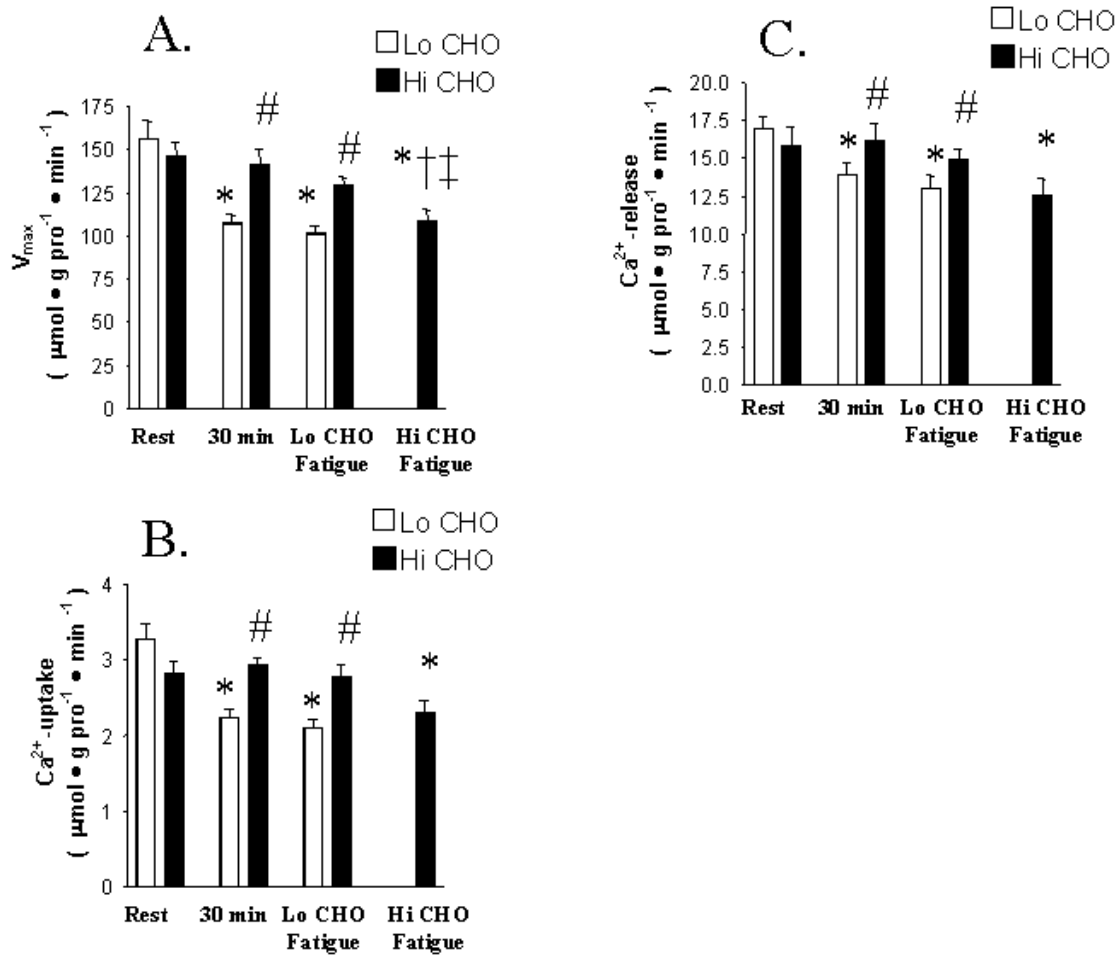 A.
Lo CHO
Hi CHO
V max
( μmol • g pro -1 • min -1 )
175
150
125
100
75
50
25
0
#
#
*
*
*†‡
Rest
30 min
Lo CHO
Fatigue
Hi CHO
Fatigue
C.
Lo CHO
Hi CHO
Ca2+-release
( μmol • g pro -1 • min -1 )
20.0
17.5
15.0
12.5
10.0
7.5
5.0
2.5
0.0
#
#
*
*
*
Rest
30 min
Lo CHO
Fatigue
Hi CHO
Fatigue
B.
Lo CHO
Hi CHO
Ca2+-uptake
( μmol • g pro -1 • min -1 )
4
3
2
1
0
#
#
*
*
*
Rest
30 min
Lo CHO
Fatigue
Hi CHO
Fatigue